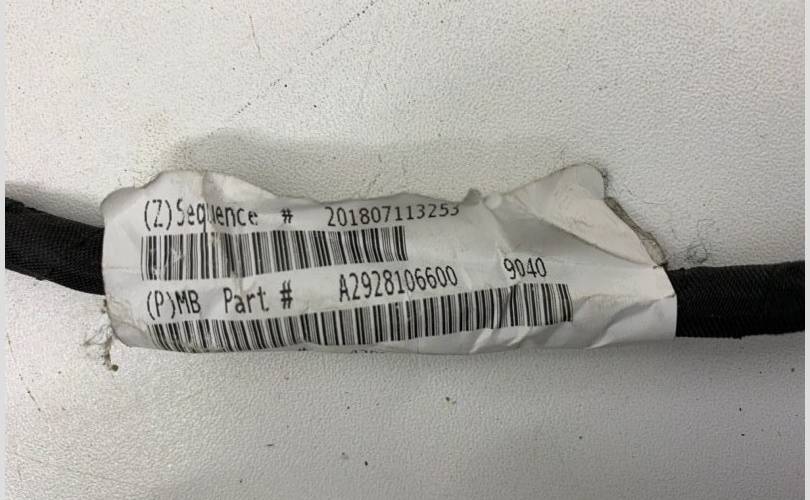 (Z)Sequence # 201807113253
(P)MB Part # A2928106600 9040